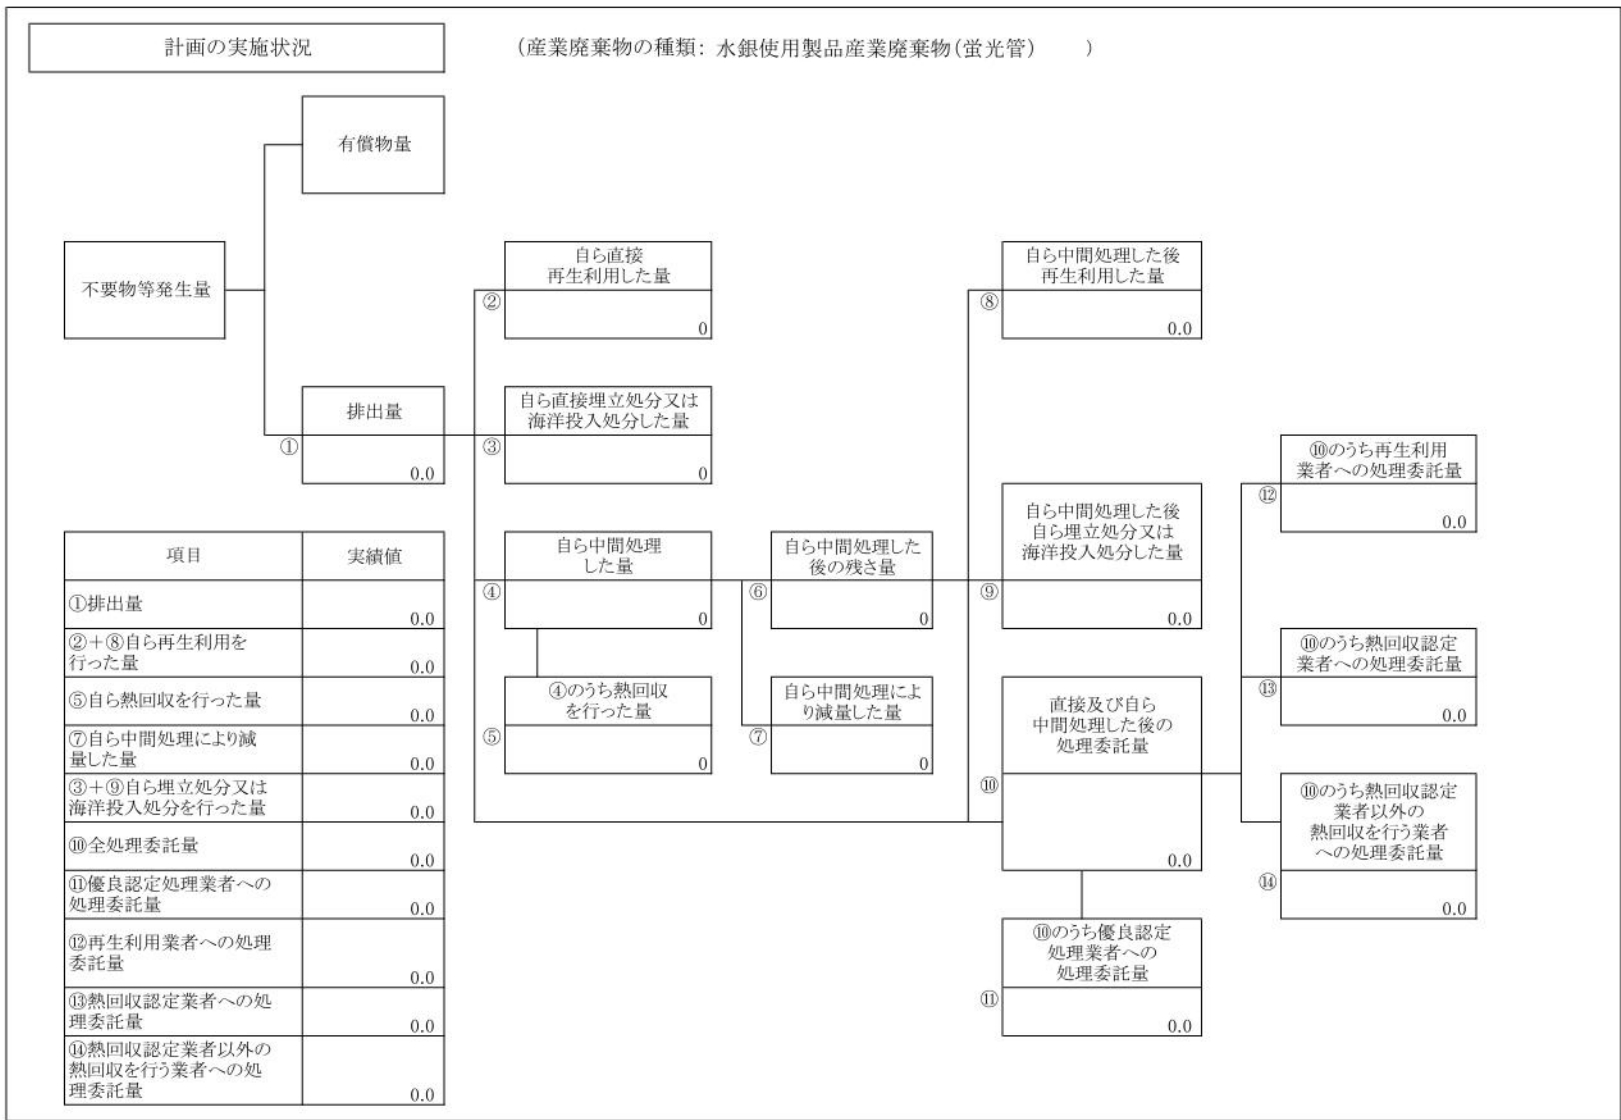 計画の実施状況
(産業廃棄物の種類: 水銀使用製品産業廃棄物(蛍光管) )
有償物量
不要物等発生量
自ら直接
再生利用した量
②
0
自ら中間処理した後
再生利用した量
⑧
0.0
排出量
①
0.0
自ら直接埋立処分又は
海洋投入処分した量
③
0
⑩のうち再生利用
業者への処理委託量
⑫
0.0
自ら中間処理した後
自ら埋立処分又は
海洋投入処分した量
⑨
0.0
自ら中間処理
した量
④
0
自ら中間処理した
後の残さ量
⑥
0
⑩のうち熱回収認定
業者への処理委託量
⑬
0.0
④のうち熱回収
を行った量
⑤
0
自ら中間処理によ
り減量した量
⑦
0
直接及び自ら
中間処理した後の
処理委託量
⑩
0.0
⑩のうち熱回収認定
業者以外の
熱回収を行う業者
への処理委託量
⑭
0.0
⑩のうち優良認定
処理業者への
処理委託量
⑪
0.0
項目 実績値
①排出量
0.0
②+⑧自ら再生利用を
行った量 0.0
⑤自ら熱回収を行った量
0.0
⑦自ら中間処理により減
量した量 0.0
③+⑨自ら埋立処分又は
海洋投入処分を行った量 0.0
⑩全処理委託量
0.0
⑪優良認定処理業者への
処理委託量 0.0
⑫再生利用業者への処理
委託量
0.0
⑬熱回収認定業者への処
理委託量 0.0
⑭熱回収認定業者以外の
熱回収を行う業者への処
理委託量 0.0